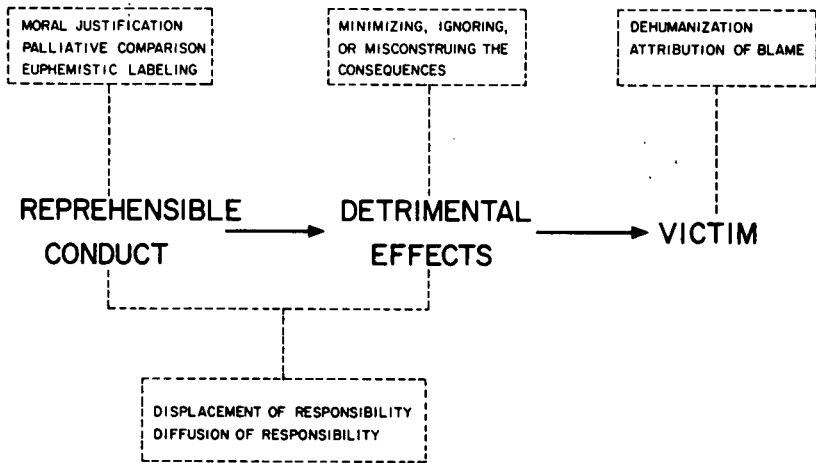 MORAL JUSTIFICATION
PALLIATIVE COMPARISON
EUPHEMISTIC LABELING
MINIMIZING, IGNORING,
OR MISCONSTRUING THE
CONSEQUENCES
DEHUMANIZATION
ATTRIBUTION OF BLAME
REPREHENSIBLE
CONDUCT
DETRIMENTAL
EFFECTS
VICTIM
DISPLACEMENT OF RESPONSIBILITY
DIFFUSION OF RESPONSIBILITY